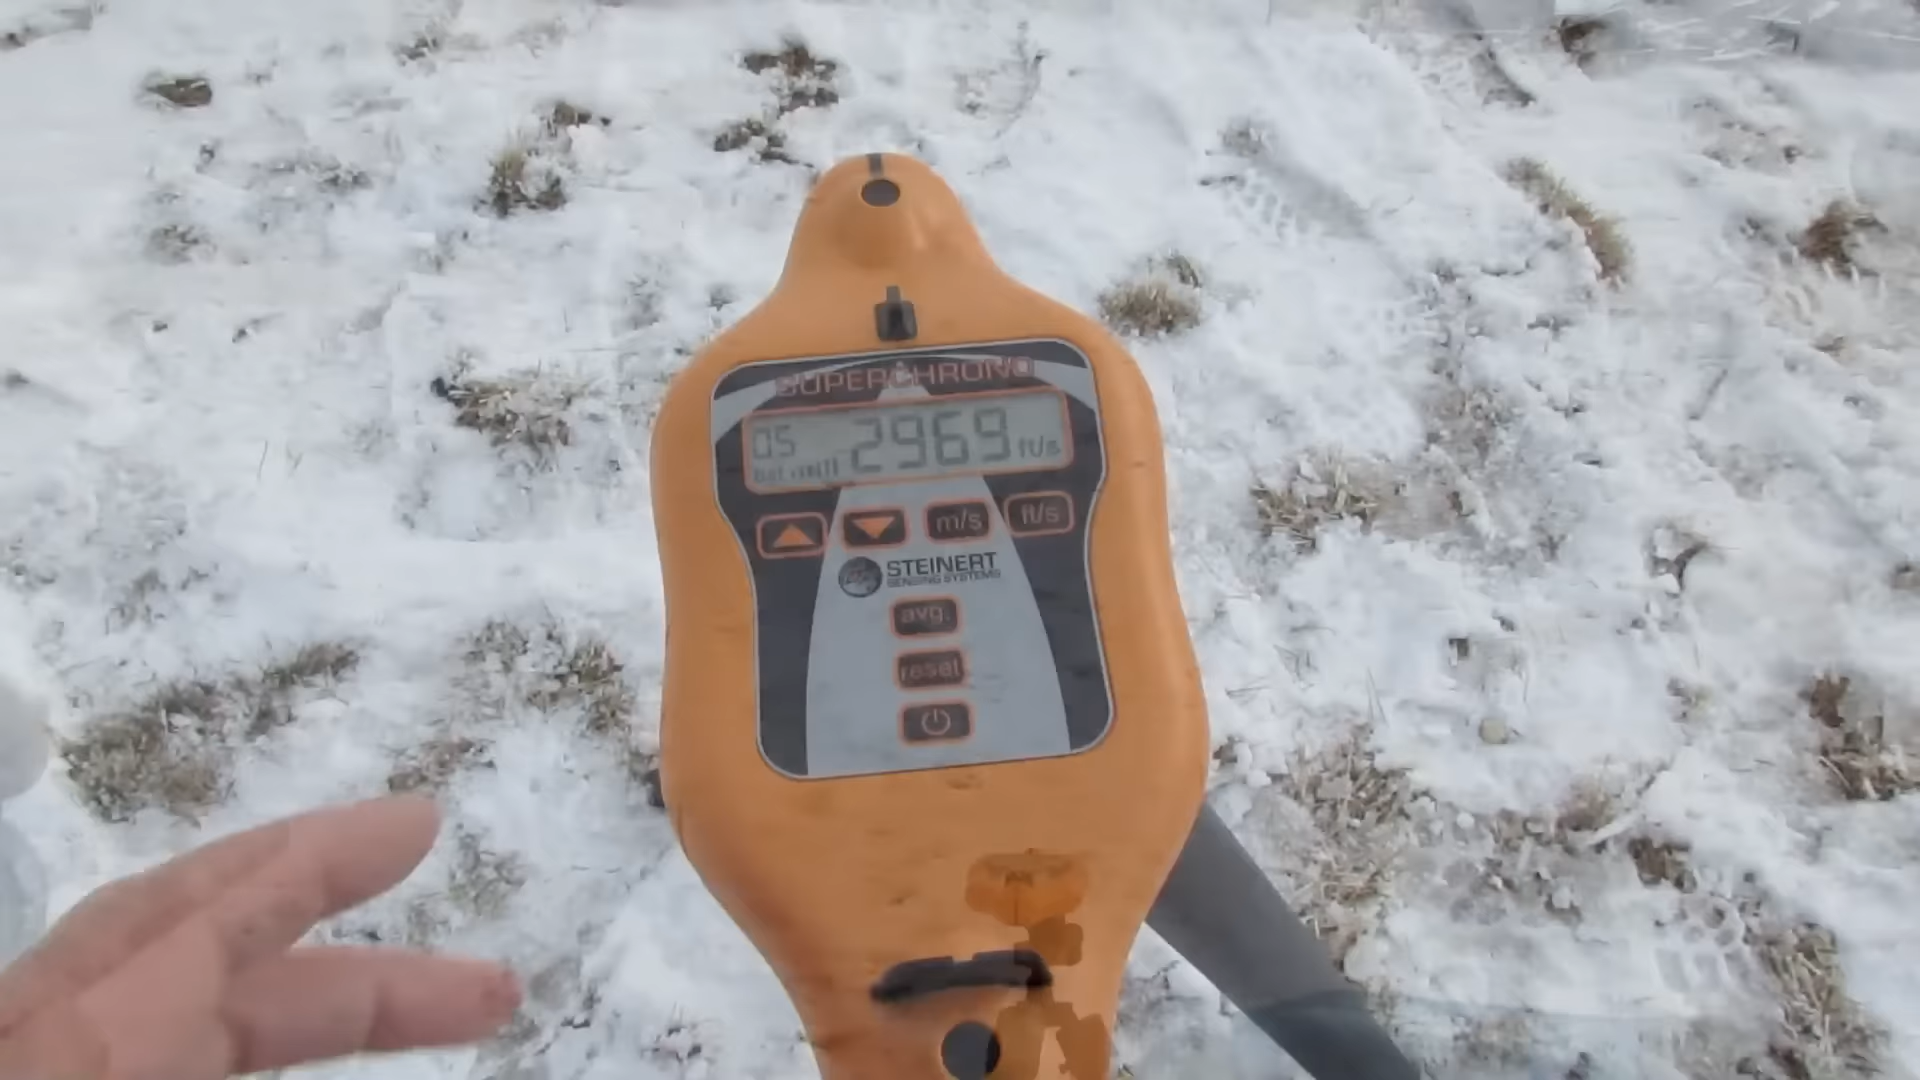 SUPERCHRONO
05 2969 ft/s
m/s ft/s
STEINERT
SENSING SYSTEMS
avg.
reset